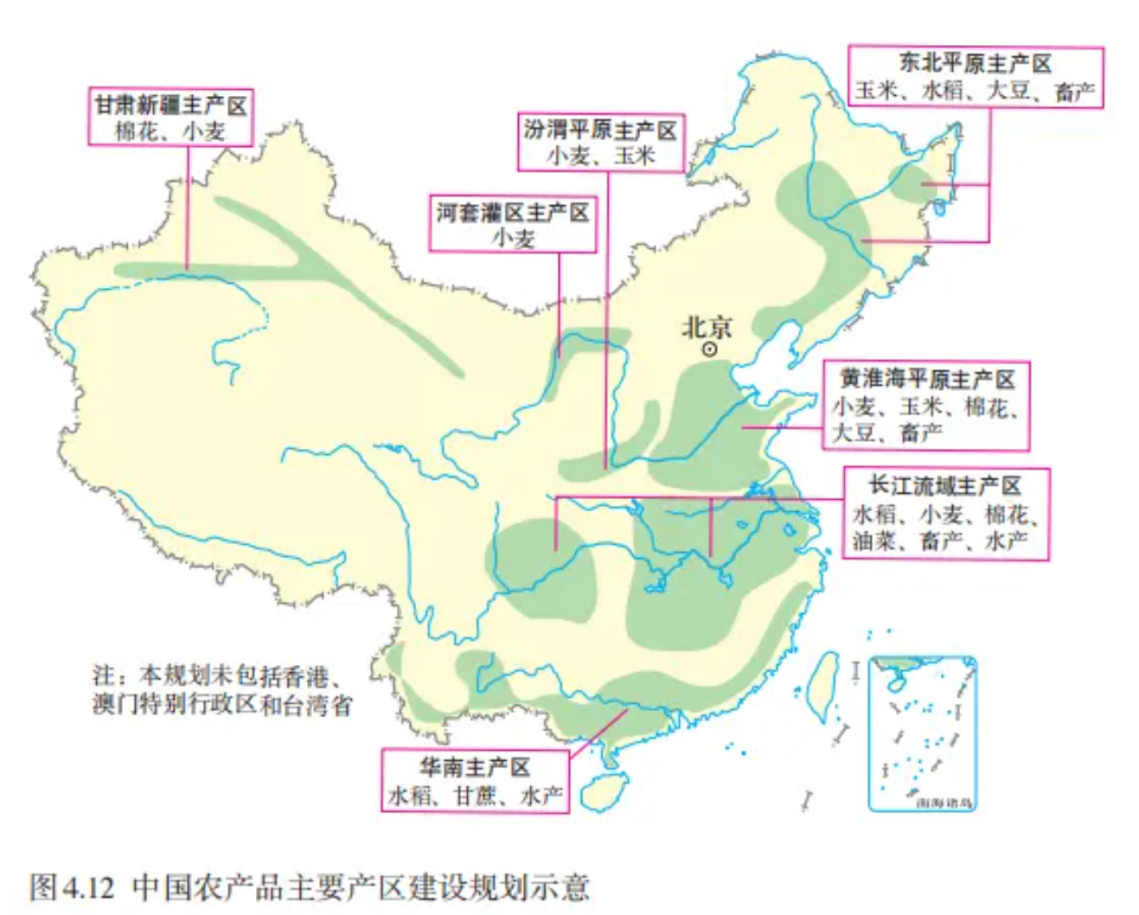 东北平原主产区
玉米、水稻、大豆、畜产
甘肃新疆主产区
棉花、小麦
汾渭平原主产区
小麦、玉米
河套灌区主产区
小麦
北京
黄淮海平原主产区
小麦、玉米、棉花、
大豆、畜产
长江流域主产区
水稻、小麦、棉花、
油菜、畜产、水产
注：本规划未包括香港、
澳门特别行政区和台湾省
华南主产区
水稻、甘蔗、水产
南海诸岛
图4.12 中国农产品主要产区建设规划示意